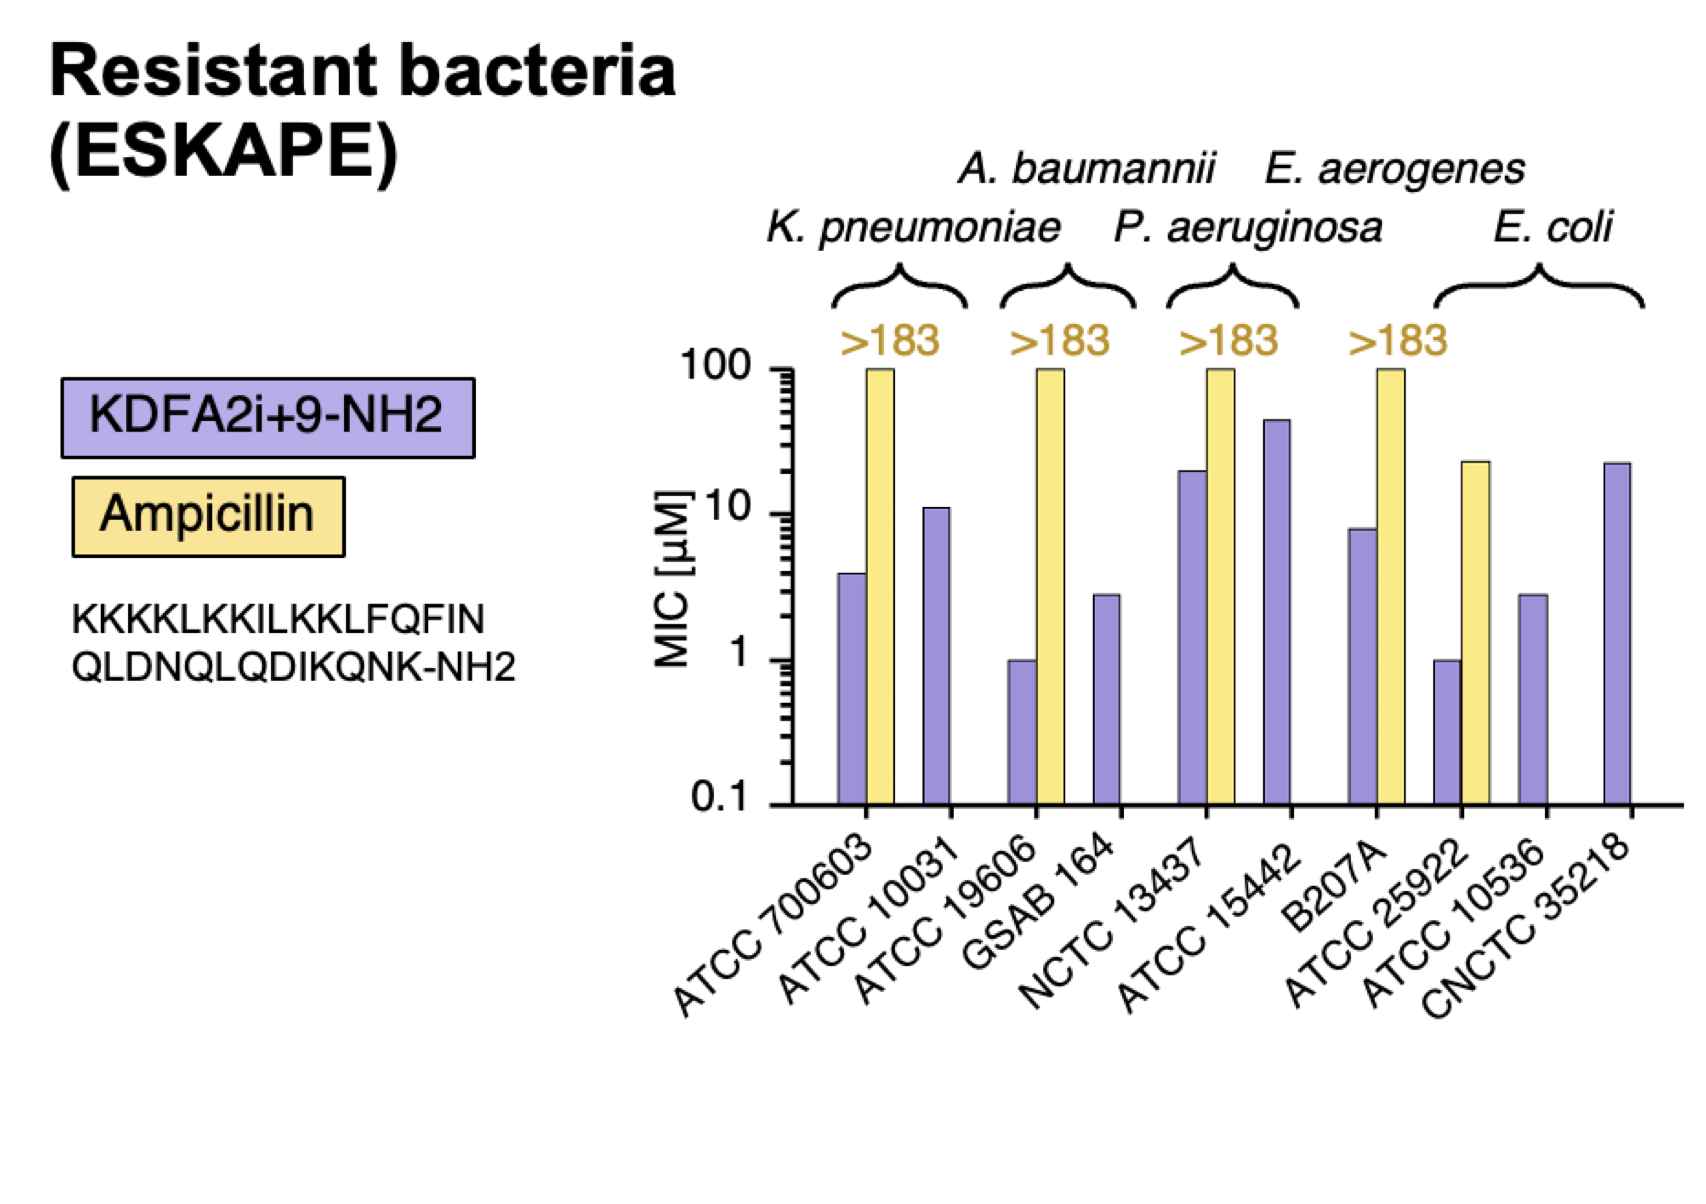 Resistant bacteria
(ESKAPE)
A. baumannii E. aerogenes
K. pneumoniae P. aeruginosa E. coli
>183 >183 >183 >183
KDFA2i+9-NH2
Ampicillin
KKKKLKKILKKLFQFIN
QLDNQLQDIKQNK-NH2
MIC [µM]
100
10
1
0.1
ATCC 700603
ATCC 10031
ATCC 19606
GSAB 164
NCTC 13437
ATCC 15442
B207A
ATCC 25922
ATCC 10536
CNCTC 35218